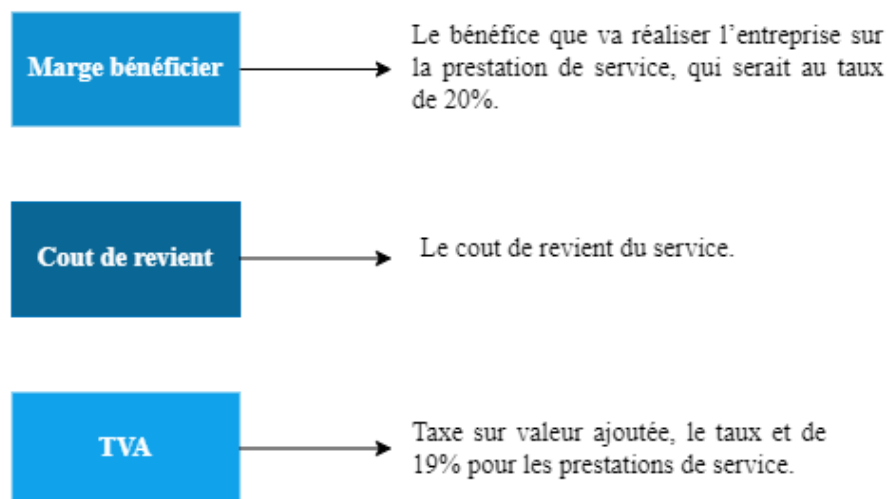 Marge bénéficier
Le bénéfice que va réaliser l'entreprise sur
la prestation de service, qui serait au taux
de 20%.
Cout de revient
Le cout de revient du service.
TVA
Taxe sur valeur ajoutée, le taux et de
19% pour les prestations de service.